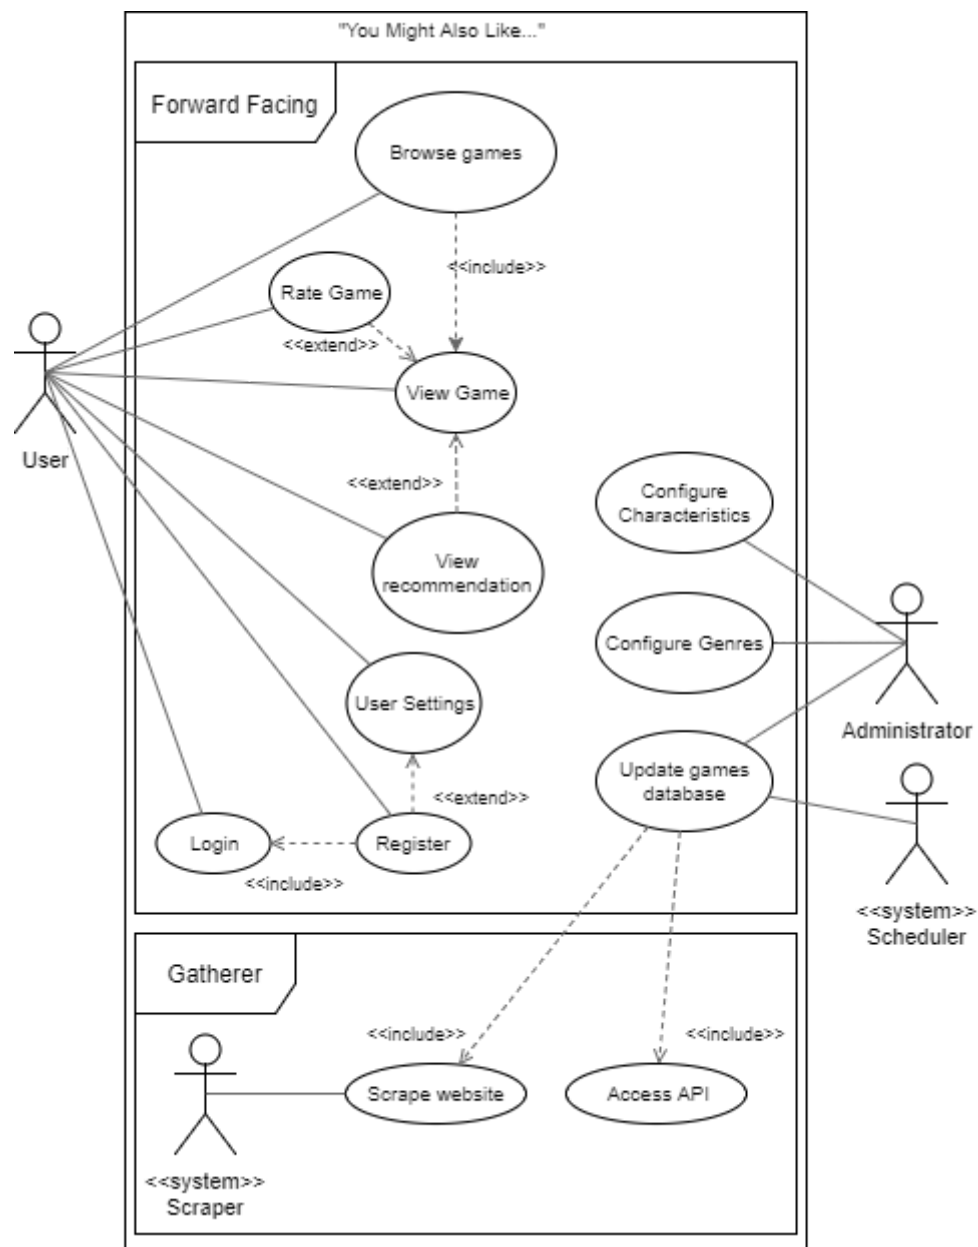 "You Might Also Like..."
Forward Facing
Browse games
<<include>>
Rate Game
<<extend>>
View Game
User
<<extend>>
Configure
Characteristics
View
recommendation
Configure Genres
User Settings
Administrator
Update games
database
<<extend>>
Login
Register
<<include>>
<<system>>
Scheduler
Gatherer
<<include>>
<<include>>
Scrape website
Access API
<<system>>
Scraper